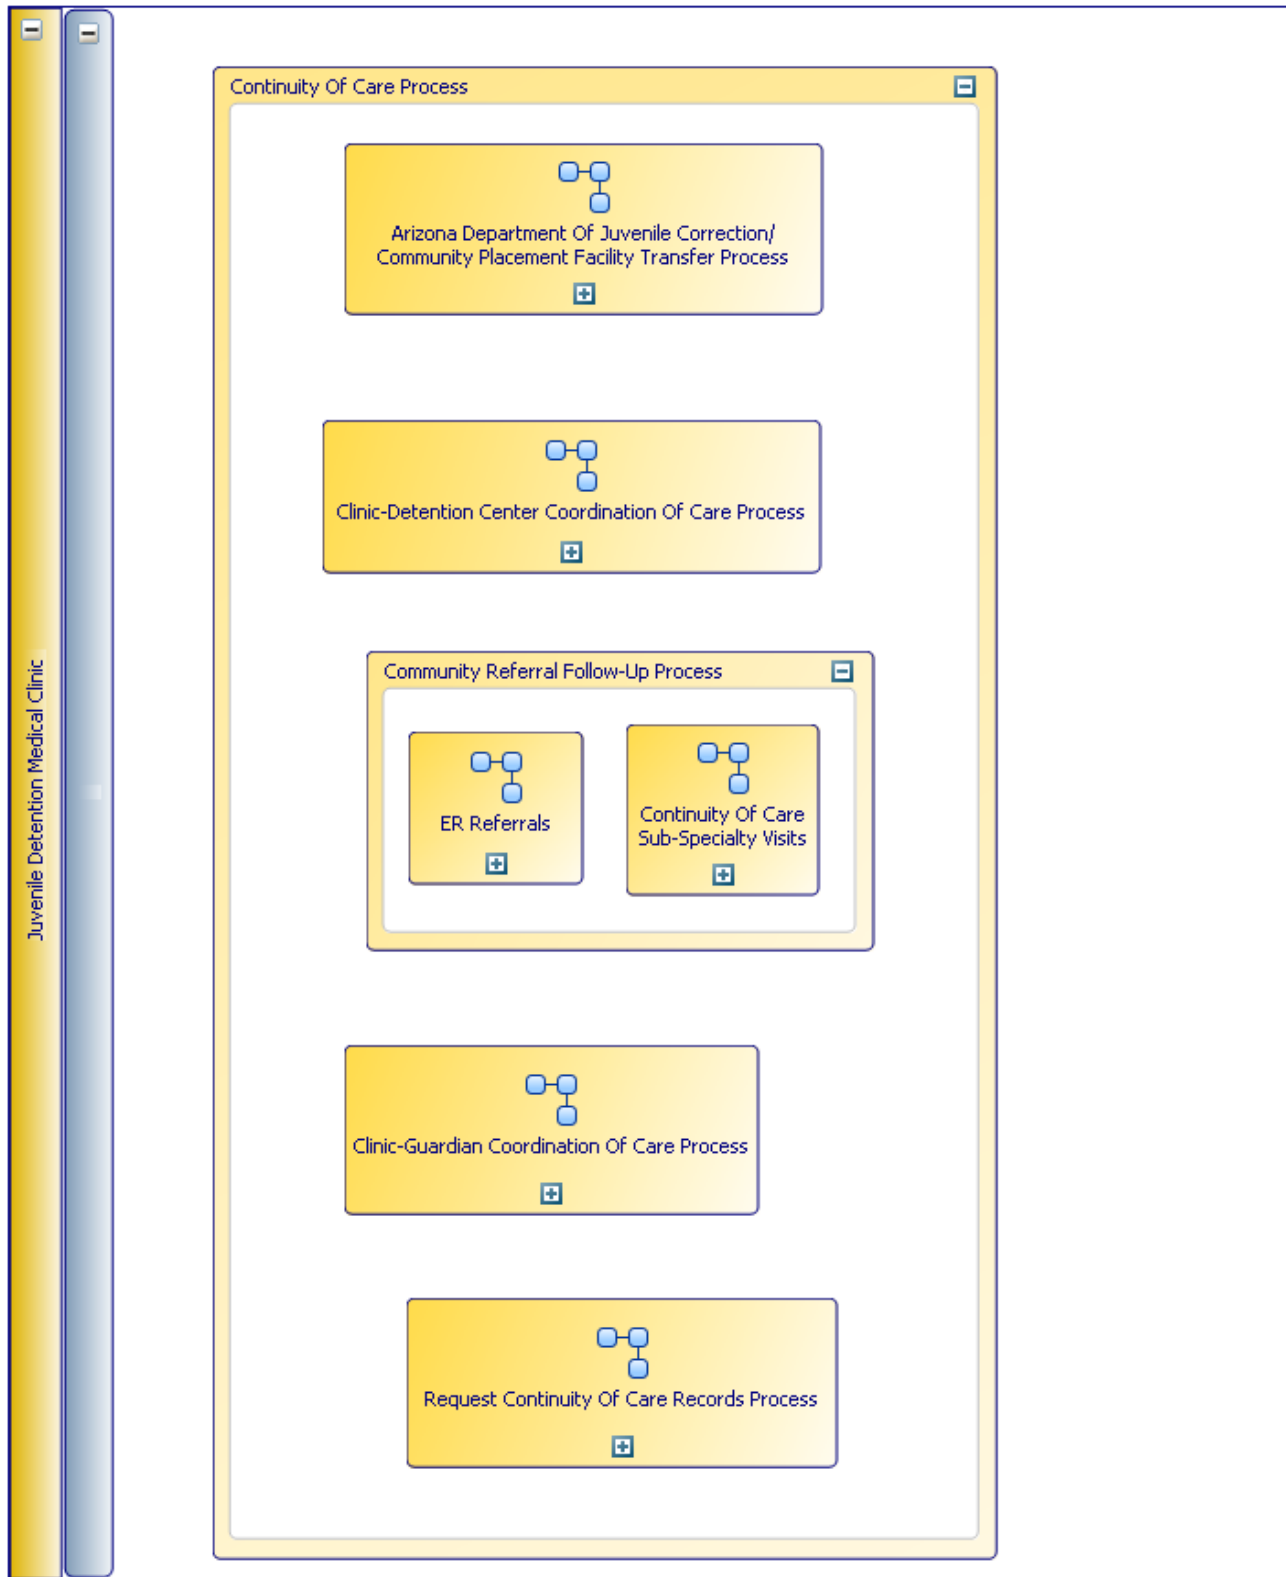 Juvenile Detention Medical Clinic
Continuity Of Care Process
Arizona Department Of Juvenile Correction/
Community Placement Facility Transfer Process
Clinic-Detention Center Coordination Of Care Process
Community Referral Follow-Up Process
ER Referrals
Continuity Of Care
Sub-Specialty Visits
Clinic-Guardian Coordination Of Care Process
Request Continuity Of Care Records Process